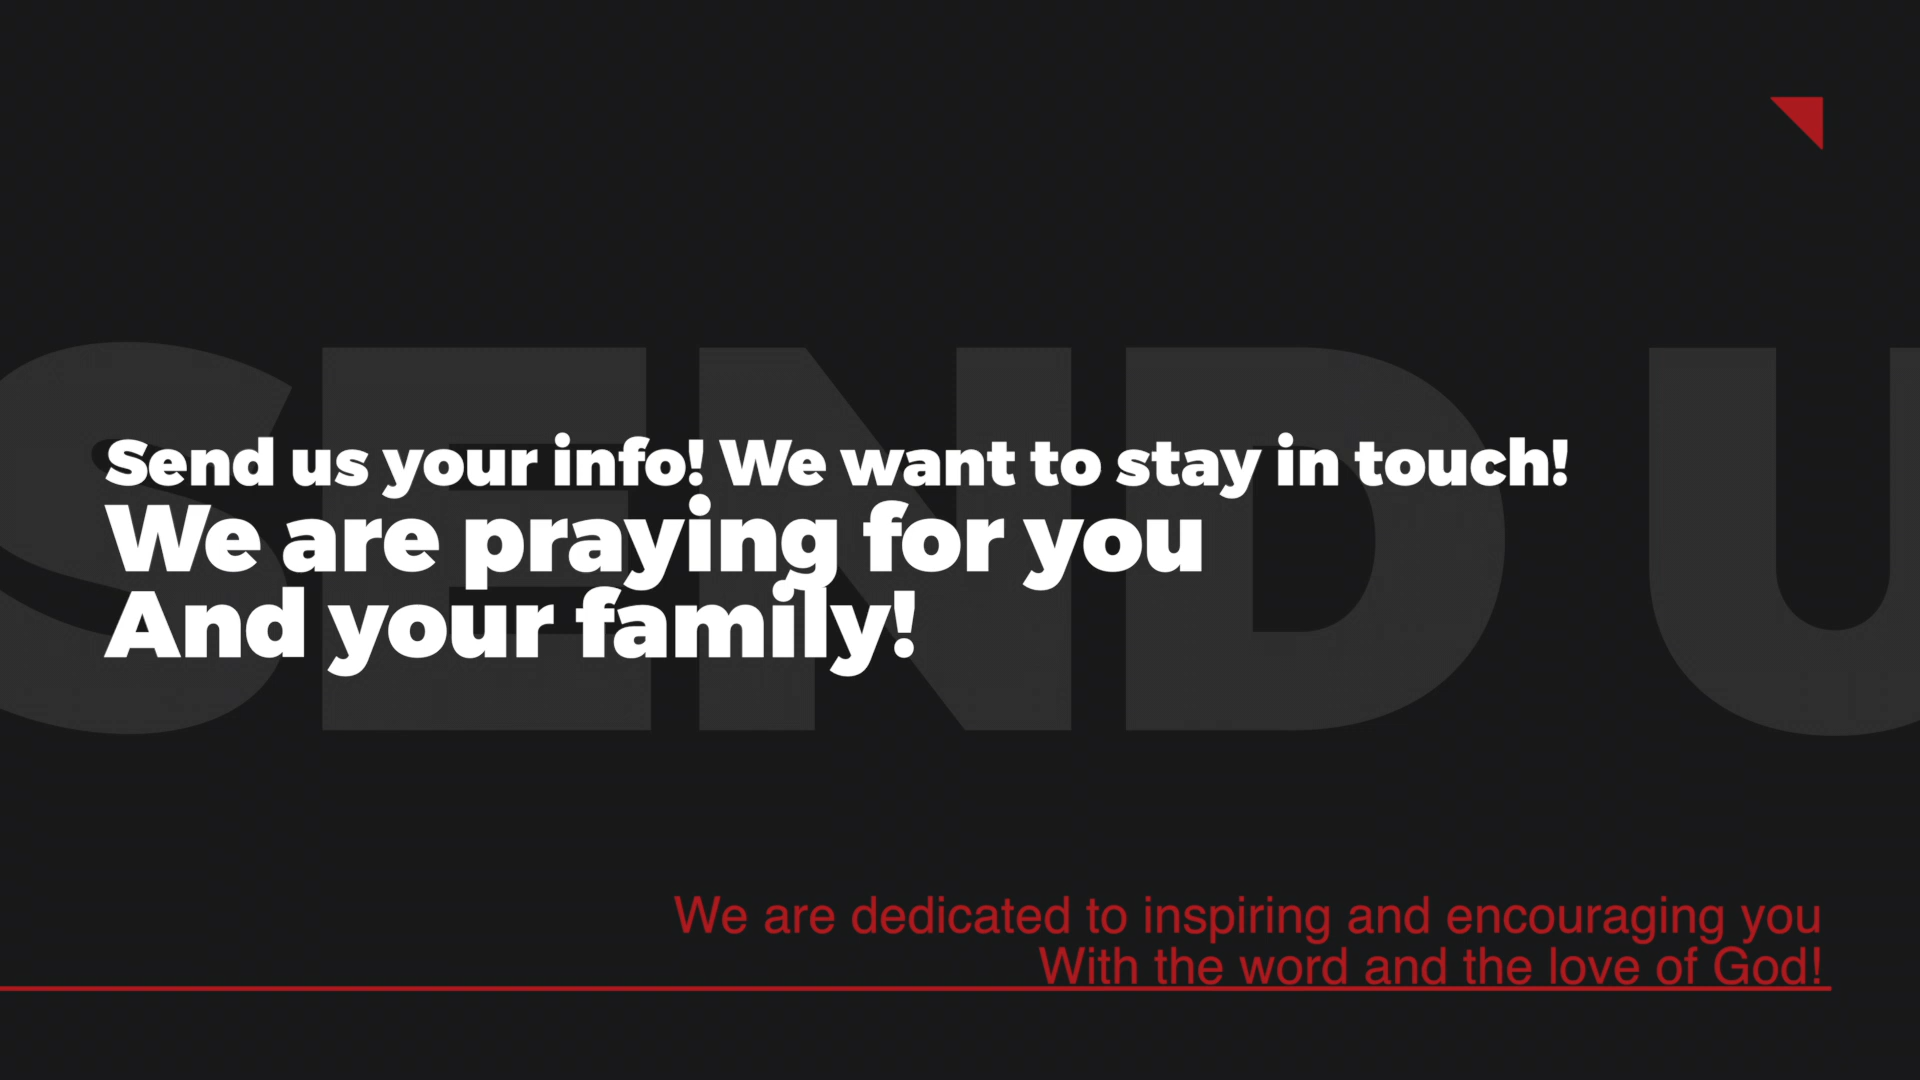 SEND U
Send us your info! We want to stay in touch!
We are praying for you
And your family!
We are dedicated to inspiring and encouraging you
With the word and the love of God!